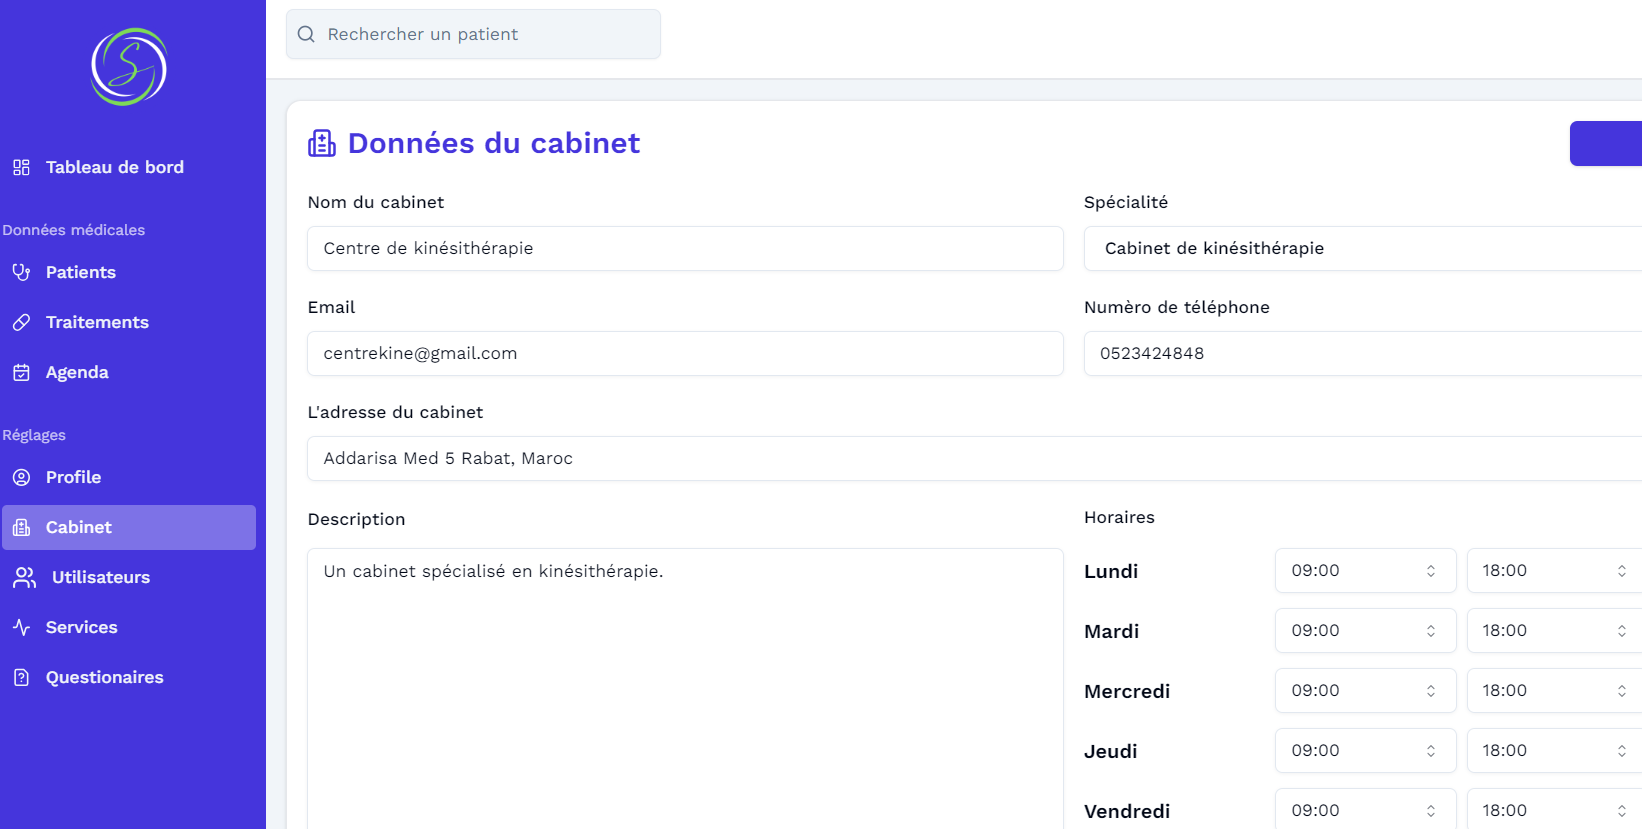 Rechercher un patient
Tableau de bord
Données médicales
Patients
Traitements
Agenda
Réglages
Profile
Cabinet
Utilisateurs
Services
Questionaires
Données du cabinet
Nom du cabinet
Centre de kinésithérapie
Spécialité
Cabinet de kinésithérapie
Email
centrekine@gmail.com
Numèro de téléphone
0523424848
L'adresse du cabinet
Addarisa Med 5 Rabat, Maroc
Description
Un cabinet spécialisé en kinésithérapie.
Horaires
Lundi 09:00 18:00
Mardi 09:00 18:00
Mercredi 09:00 18:00
Jeudi 09:00 18:00
Vendredi 09:00 18:00